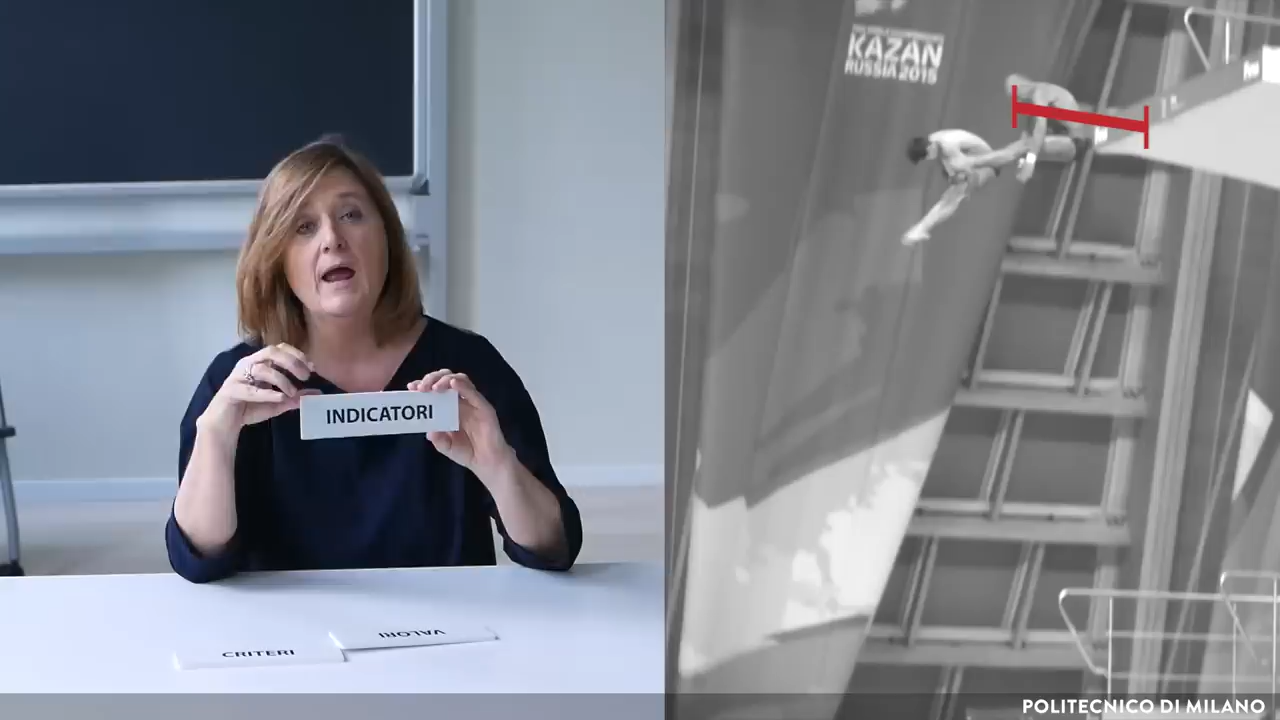 KAZAN
RUSSIA 2015
INDICATORI
VALORI
CRITERI
POLITECNICO DI MILANO